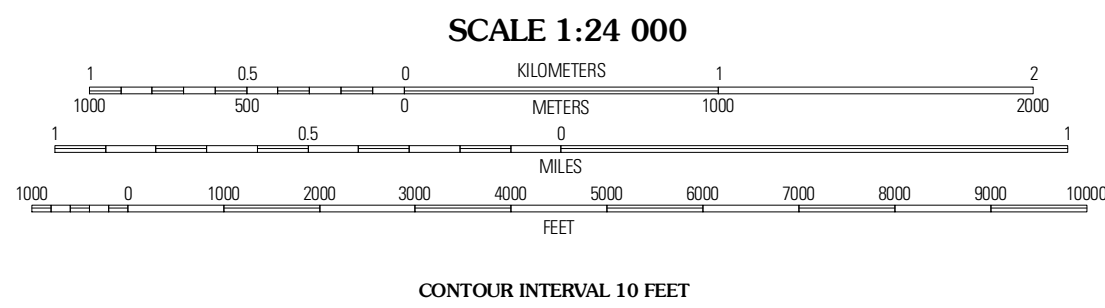 SCALE 1:24 000
1 0.5 0 KILOMETERS 1 2
1000 500 0 METERS 1000 2000
1 0.5 0 1
MILES
1000 0 1000 2000 3000 4000 5000 6000 7000 8000 9000 10000
FEET
CONTOUR INTERVAL 10 FEET